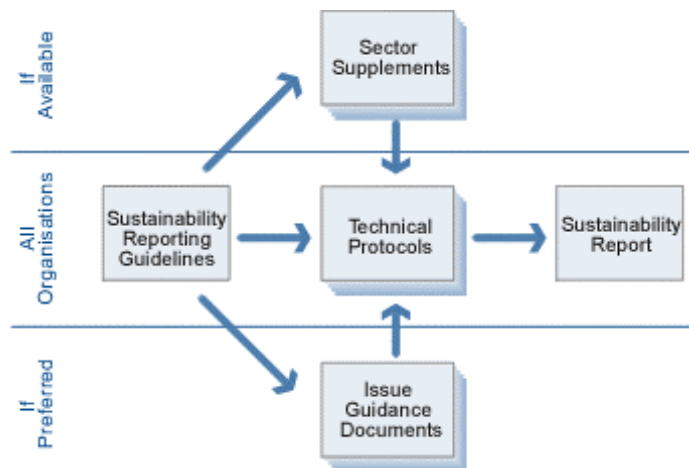 If
Available
Sector
Supplements
All
Organisations
Sustainability
Reporting
Guidelines
Technical
Protocols
Sustainability
Report
If
Preferred
Issue
Guidance
Documents